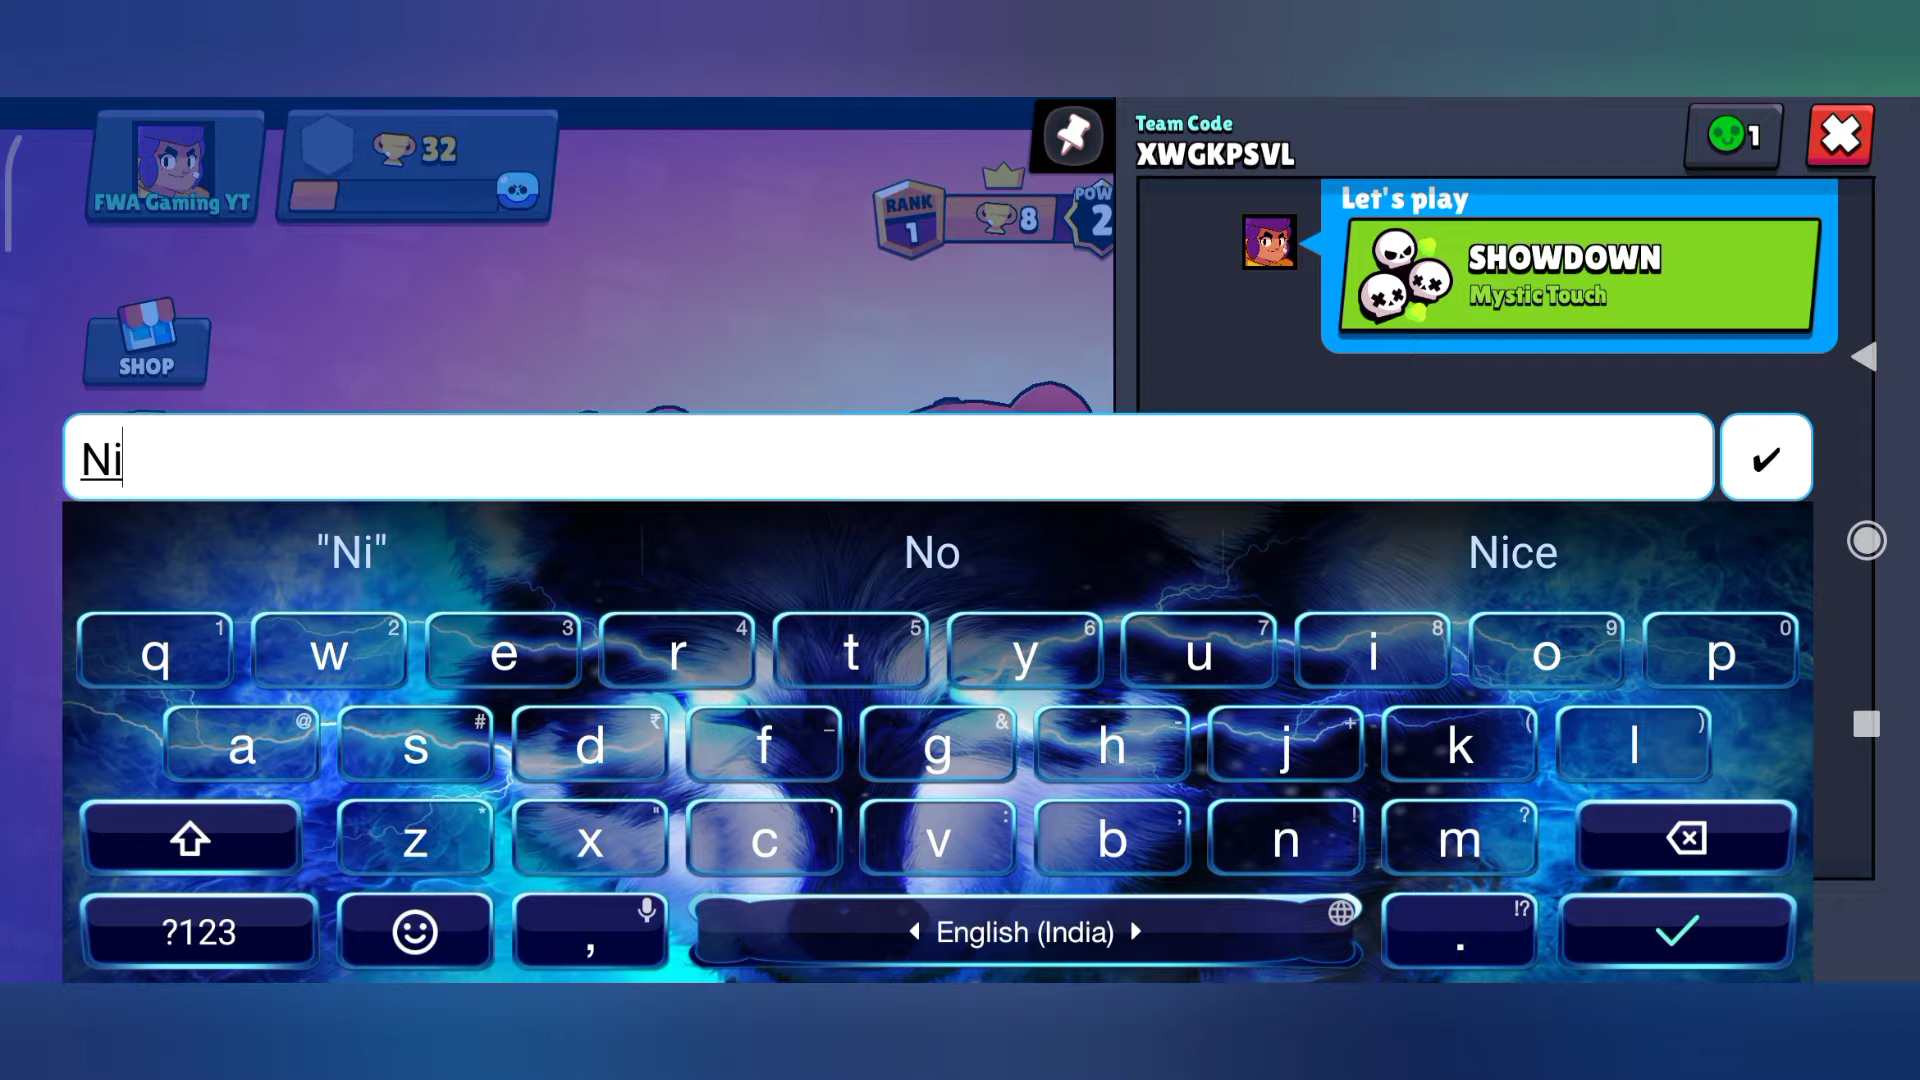 FWA Gaming YT
32
RANK
1
8
POW
2
Team Code
XWGKPSVL
1
Let's play
SHOWDOWN
Mystic Touch
SHOP
Ni
"Ni" No Nice
q 1 w 2 e 3 r 4 t 5 y 6 u 7 i 8 o 9 p 0
a @ s # d ₹ f _ g & h - j + k ( l )
z * x " c ' v : b ; n ! m ?
?123 , English (India) . !?